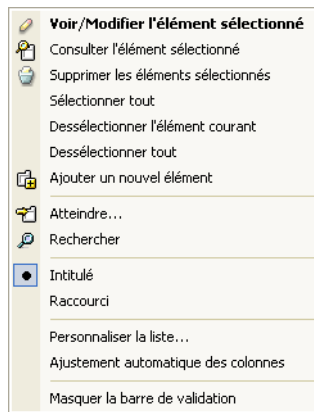 Voir/Modifier l'élément sélectionné
Consulter l'élément sélectionné
Supprimer les éléments sélectionnés
Sélectionner tout
Dessélectionner l'élément courant
Dessélectionner tout
Ajouter un nouvel élément
Atteindre...
Rechercher
Intitulé
Raccourci
Personnaliser la liste...
Ajustement automatique des colonnes
Masquer la barre de validation